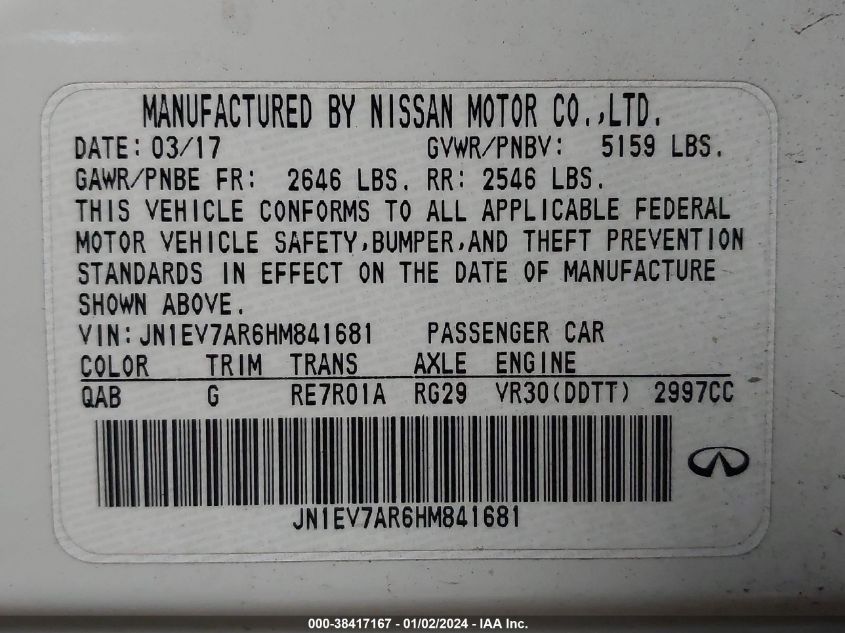 MANUFACTURED BY NISSAN MOTOR CO.,LTD.
DATE: 03/17 GVWR/PNBV: 5159 LBS.
GAWR/PNBE FR: 2646 LBS. RR: 2546 LBS.
THIS VEHICLE CONFORMS TO ALL APPLICABLE FEDERAL
MOTOR VEHICLE SAFETY,BUMPER,AND THEFT PREVENTION
STANDARDS IN EFFECT ON THE DATE OF MANUFACTURE
SHOWN ABOVE.
VIN: JN1EV7AR6HM841681 PASSENGER CAR
COLOR TRIM TRANS AXLE ENGINE
QAB G RE7R01A RG29 VR30(DDTT) 2997CC
JN1EV7AR6HM841681
000-38417167 - 01/02/2024 - IAA Inc.